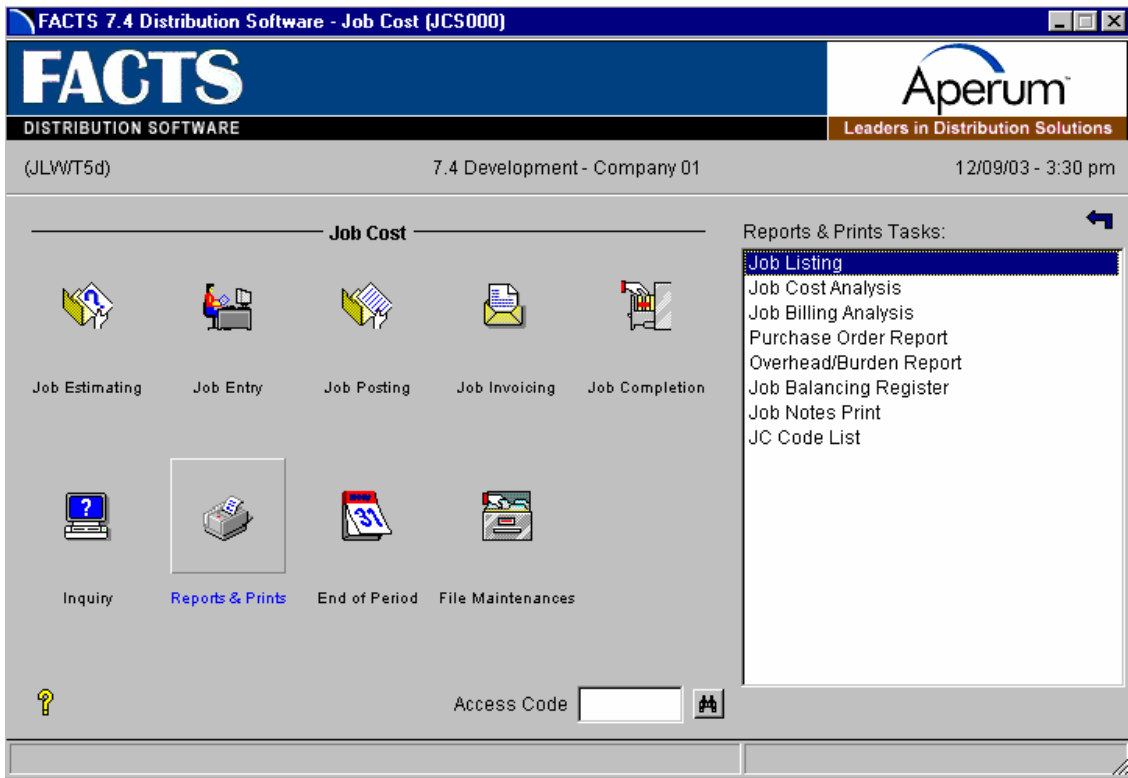 FACTS 7.4 Distribution Software - Job Cost (JCS000)
FACTS
DISTRIBUTION SOFTWARE
Aperum™
Leaders in Distribution Solutions
(JLW/T5d)
7.4 Development - Company 01
12/09/03 - 3:30 pm
Job Cost
Job Estimating
Job Entry
Job Posting
Job Invoicing
Job Completion
Inquiry
Reports & Prints
31
End of Period
File Maintenances
Access Code
Reports & Prints Tasks:
Job Listing
Job Cost Analysis
Job Billing Analysis
Purchase Order Report
Overhead/Burden Report
Job Balancing Register
Job Notes Print
JC Code List